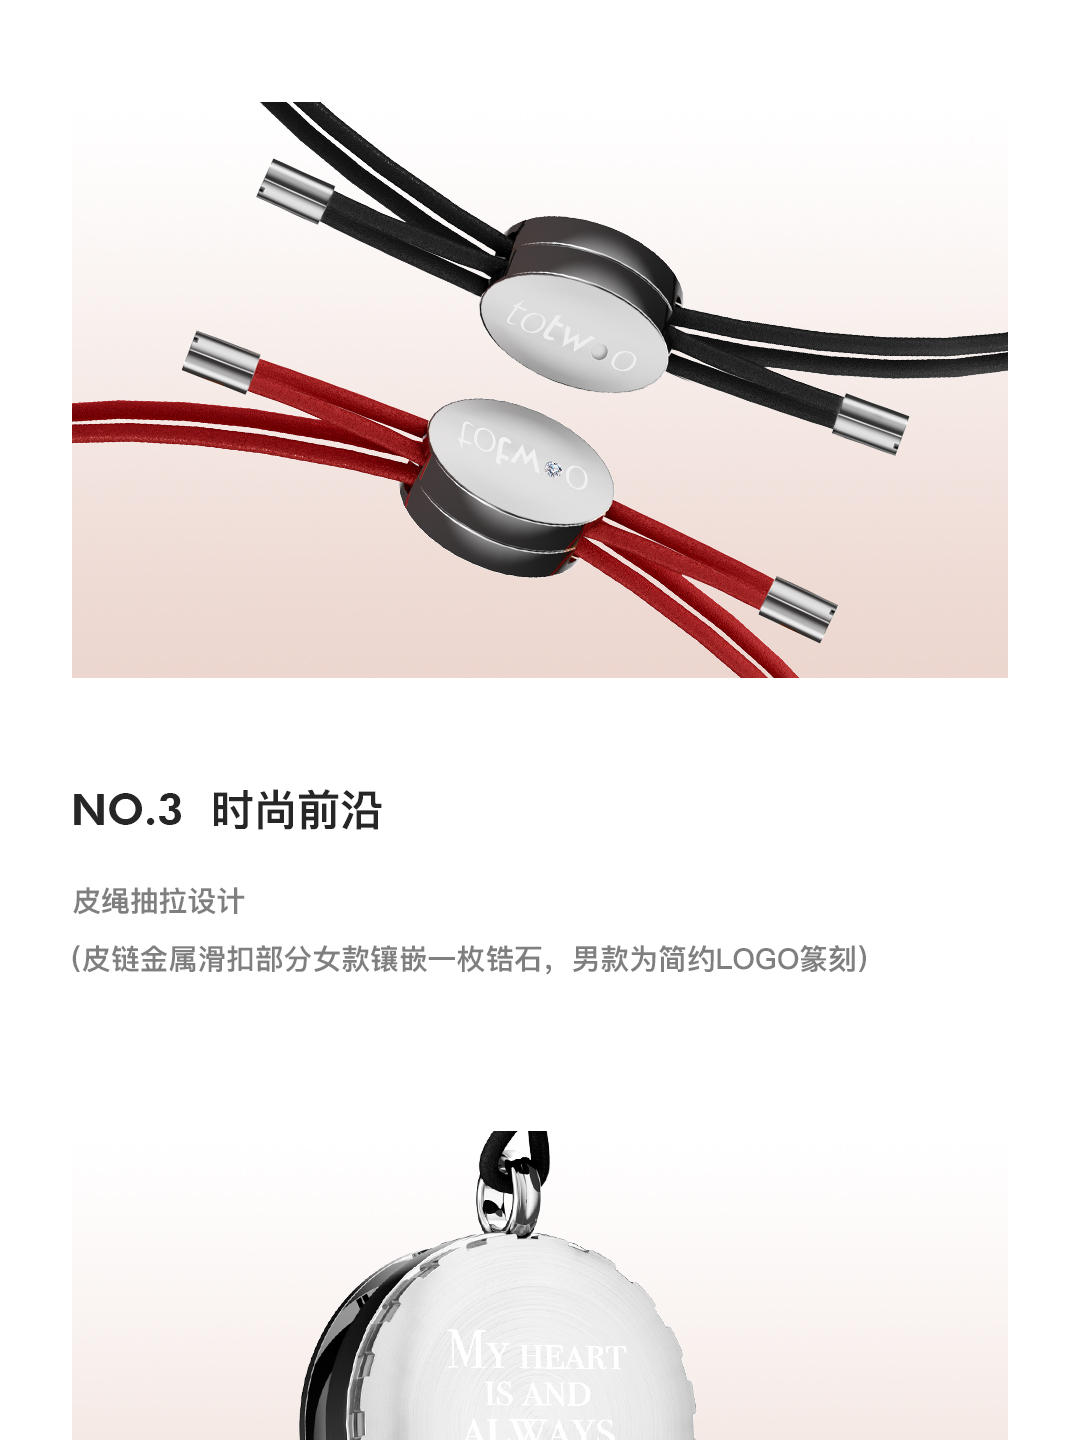 totwoo
totwoo
NO.3 时尚前沿
皮绳抽拉设计
(皮链金属滑扣部分女款镶嵌一枚锆石，男款为简约LOGO篆刻)
MY HEART
IS AND
ALWAYS